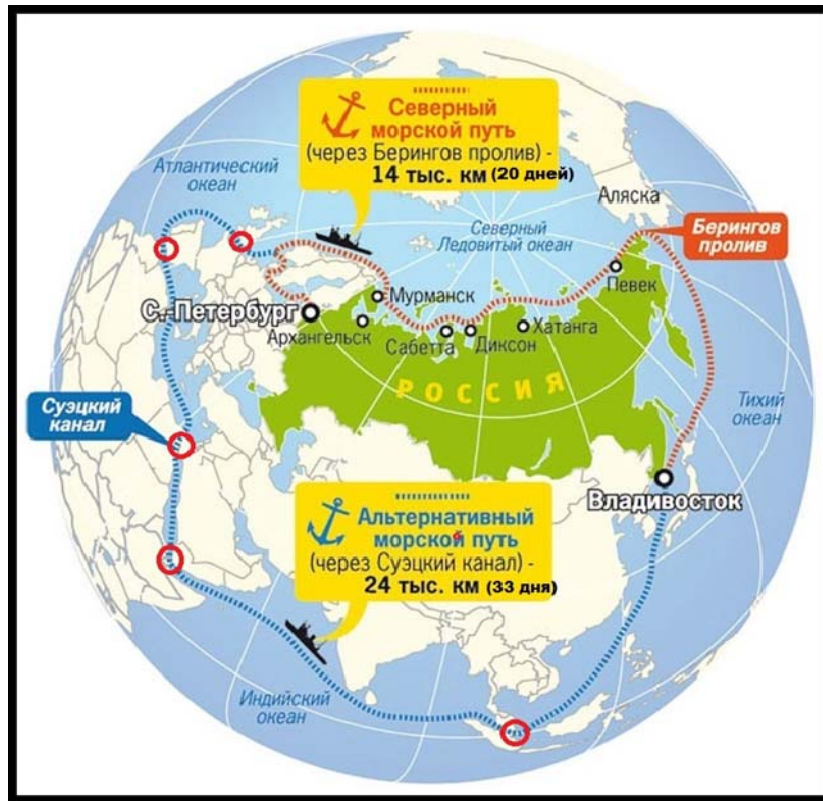 Северный
морской путь
(через Берингов пролив) -
14 тыс. км (20 дней)
Атлантический
океан
Аляска
Северный
Ледовитый океан
Берингов
пролив
Певек
Мурманск
С.-Петербург
Хатанга
Архангельск
Диксон
Сабетта
РОССИЯ
Тихий
океан
Суэцкий
канал
Владивосток
Альтернативный
морской путь
(через Суэцкий канал) -
24 тыс. км (33 дня)
Индийский
океан